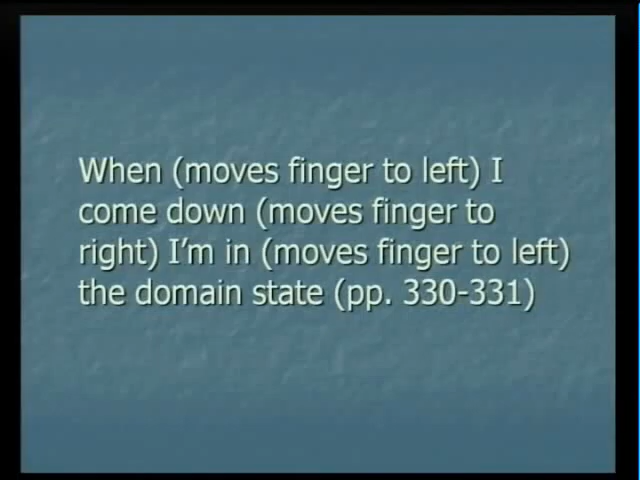 When (moves finger to left) I
come down (moves finger to
right) I'm in (moves finger to left)
the domain state (pp. 330-331)